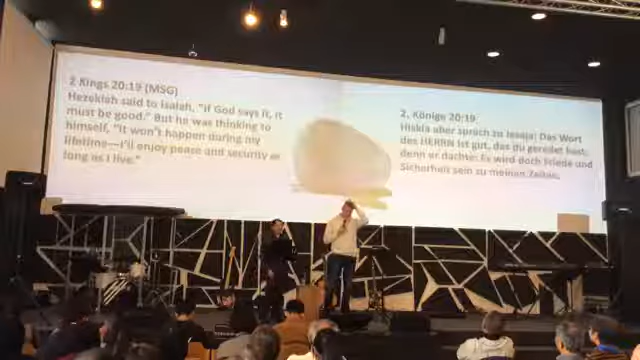 2 Kings 20:19 (MSG)
Hezekiah said to Isaiah, "If God says it, it
must be good." But he was thinking to
himself, "It won't happen during my
lifetime—I'll enjoy peace and security as
long as I live."
2. Könige 20:19
Hiskia aber sprach zu Jesaja: Das Wort
des HERRN ist gut, das du geredet hast;
denn er dachte: Es wird doch Friede und
Sicherheit sein zu meinen Zeiten.